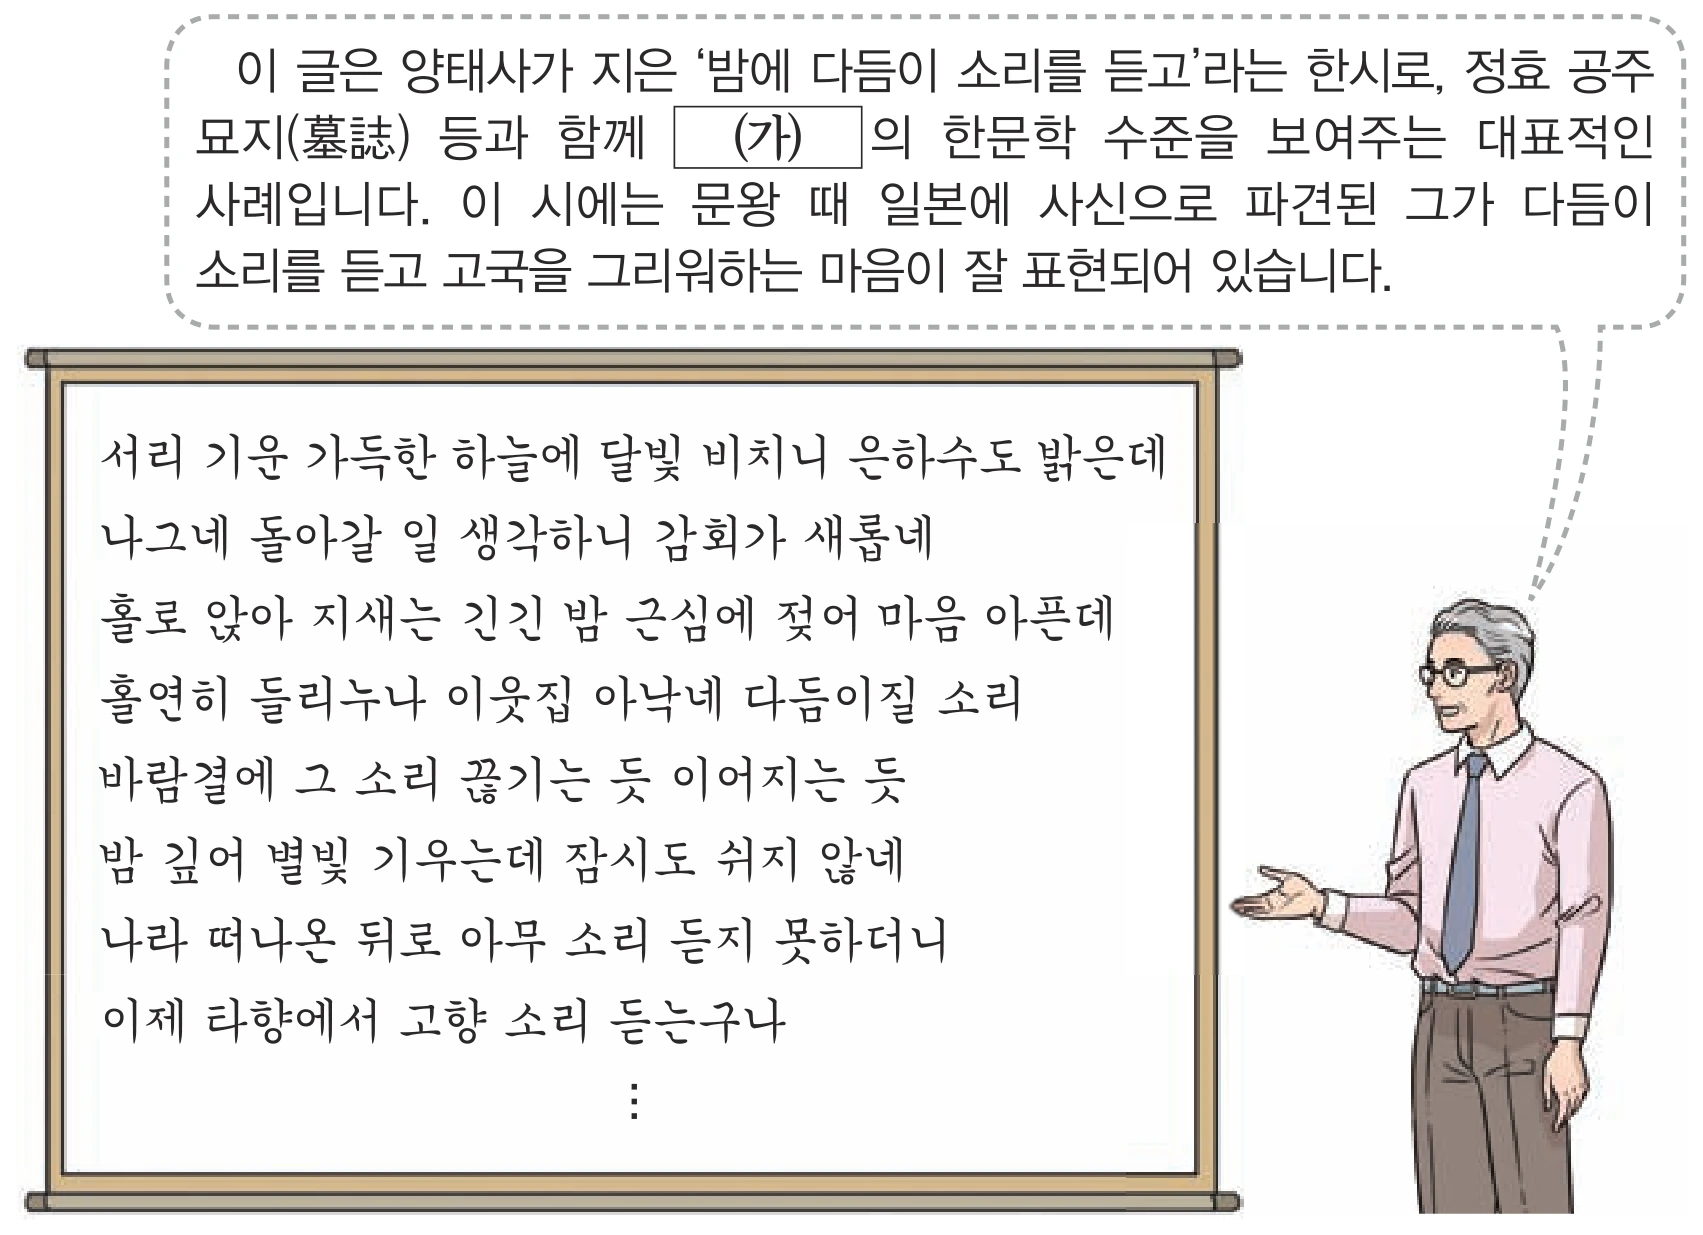 이 글은 양태사가 지은 ‘밤에 다듬이 소리를 듣고’라는 한시로, 정효 공주
묘지(墓誌) 등과 함께 (가) 의 한문학 수준을 보여주는 대표적인
사례입니다. 이 시에는 문왕 때 일본에 사신으로 파견된 그가 다듬이
소리를 듣고 고국을 그리워하는 마음이 잘 표현되어 있습니다.
서리 기운 가득한 하늘에 달빛 비치니 은하수도 밝은데
나그네 돌아갈 일 생각하니 감회가 새롭네
홀로 앉아 지새는 긴긴 밤 근심에 젖어 마음 아픈데
홀연히 들리누나 이웃집 아낙네 다듬이질 소리
바람결에 그 소리 끊기는 듯 이어지는 듯
밤 깊어 별빛 기우는데 잠시도 쉬지 않네
나라 떠나온 뒤로 아무 소리 듣지 못하더니
이제 타향에서 고향 소리 듣는구나
⋮